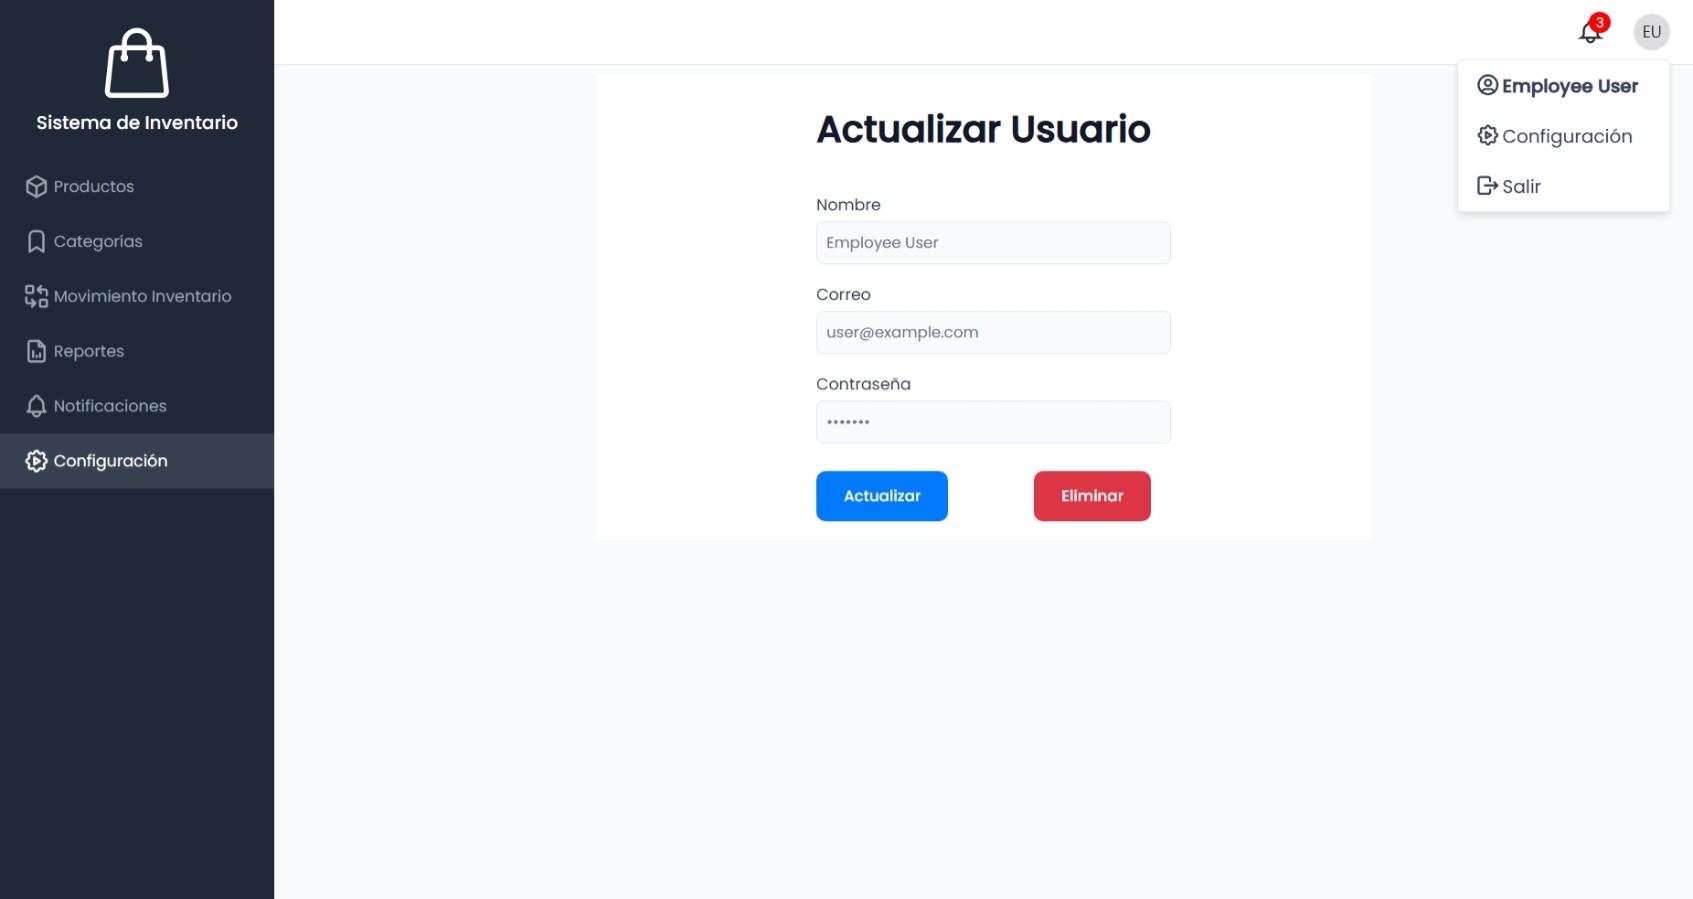 Sistema de Inventario
Productos
Categorías
Movimiento Inventario
Reportes
Notificaciones
Configuración
3
EU
Employee User
Configuración
Salir
Actualizar Usuario
Nombre
Employee User
Correo
user@example.com
Contraseña
•••••••
Actualizar
Eliminar